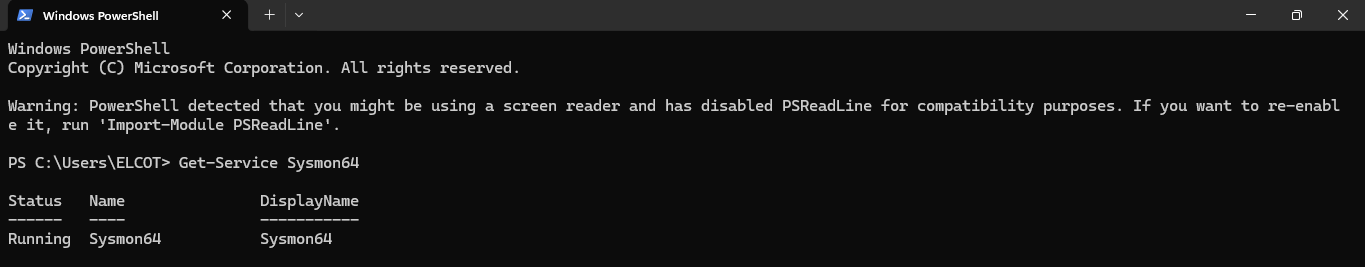 Windows PowerShell
Windows PowerShell
Copyright (C) Microsoft Corporation. All rights reserved.
Warning: PowerShell detected that you might be using a screen reader and has disabled PSReadLine for compatibility purposes. If you want to re-enabl
e it, run 'Import-Module PSReadLine'.
PS C:\Users\ELCOT> Get-Service Sysmon64
Status   Name               DisplayName
------   ----               -----------
Running  Sysmon64           Sysmon64